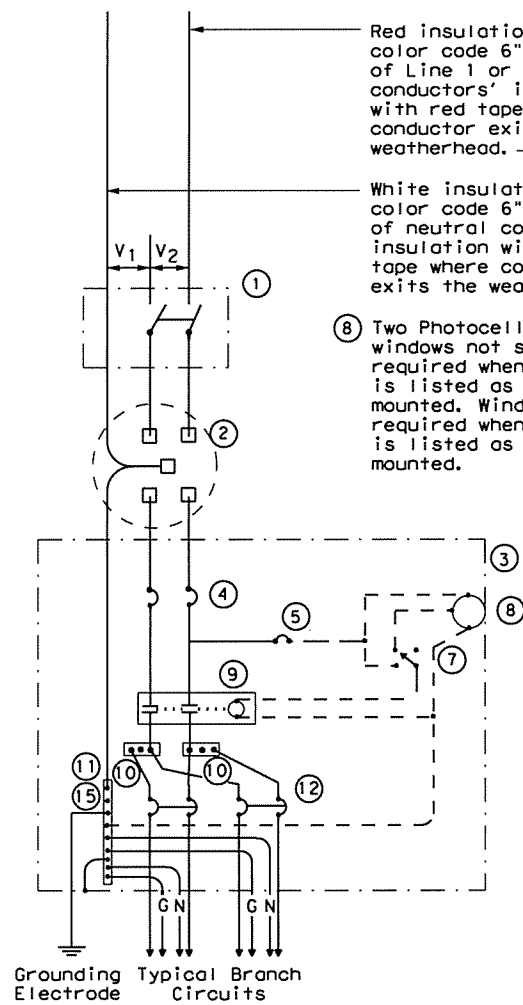 Red insulatio
color code 6"
of Line 1 or
conductors' i
with red tape
conductor exi
weatherhead.
White insulat
color code 6"
of neutral co
insulation wi
tape where co
exits the wea
V1 V2
1
8 Two Photocell
windows not s
required when
is listed as
mounted. Wind
required when
is listed as
mounted.
2
3
4
5
8
7
9
10 10
11
12
15
G N G N
Grounding Electrode
Typical Branch Circuits